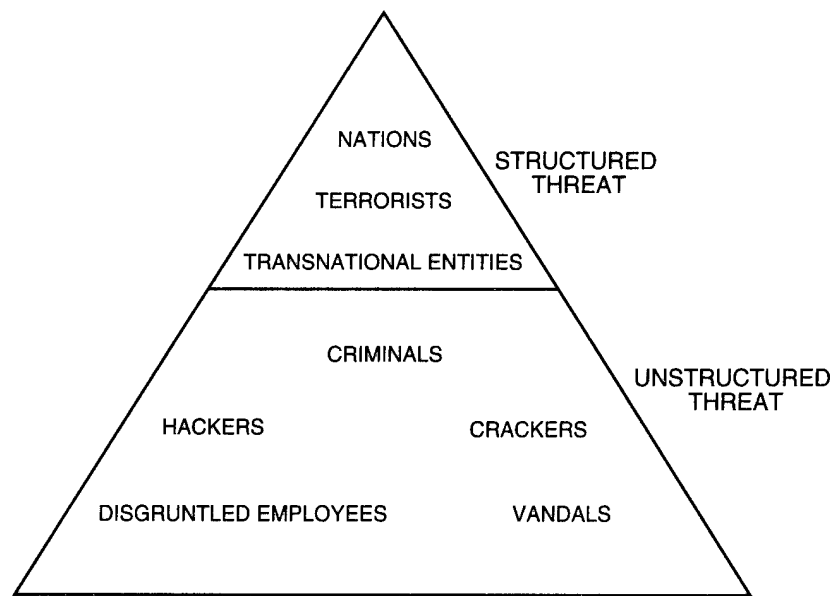 NATIONS
TERRORISTS
TRANSNATIONAL ENTITIES
STRUCTURED
THREAT
CRIMINALS
HACKERS
CRACKERS
DISGRUNTLED EMPLOYEES
VANDALS
UNSTRUCTURED
THREAT